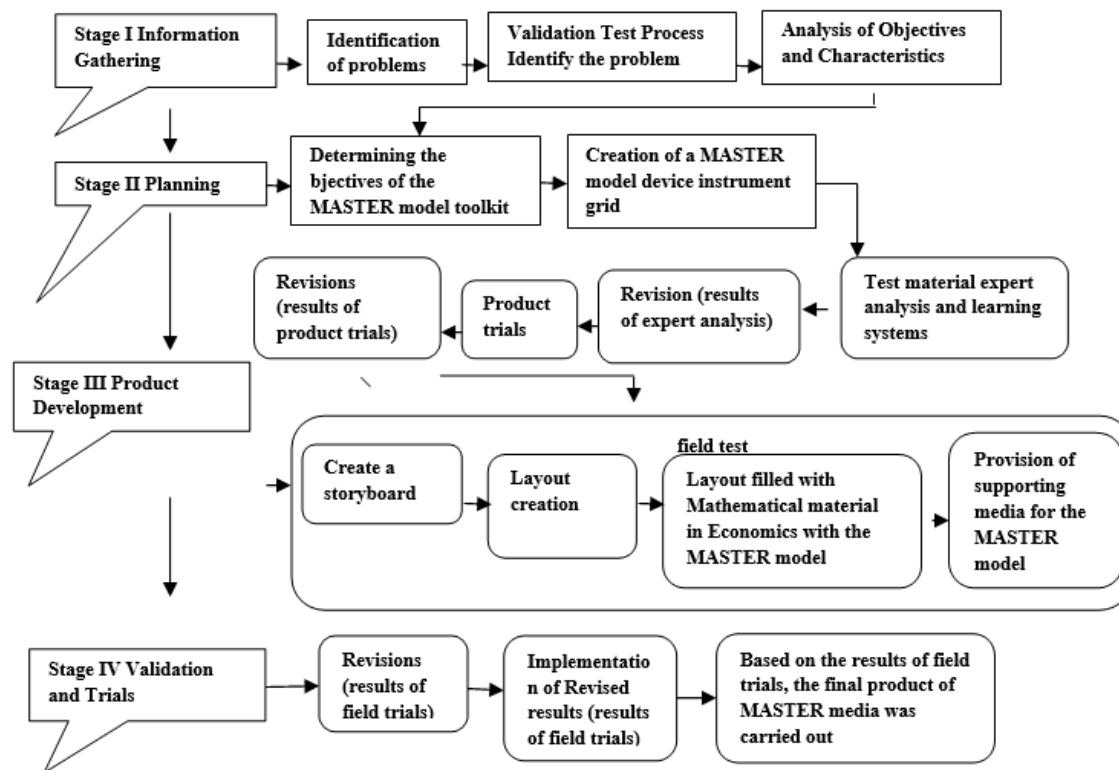 Stage I Information
Gathering
Identification
of problems
Validation Test Process
Identify the problem
Analysis of Objectives
and Characteristics
Stage II Planning
Determining the
bjectives of the
MASTER model toolkit
Creation of a MASTER
model device instrument
grid
Revisions
(results of
product trials)
Product
trials
Revision (results
of expert analysis)
Test material expert
analysis and learning
systems
Stage III Product
Development
field test
Create a
storyboard
Layout
creation
Layout filled with
Mathematical material
in Economics with the
MASTER model
Provision of
supporting
media for the
MASTER
model
Stage IV Validation
and Trials
Revisions
(results of
field trials)
Implementatio
n of Revised
results (results
of field trials)
Based on the results of field
trials, the final product of
MASTER media was
carried out